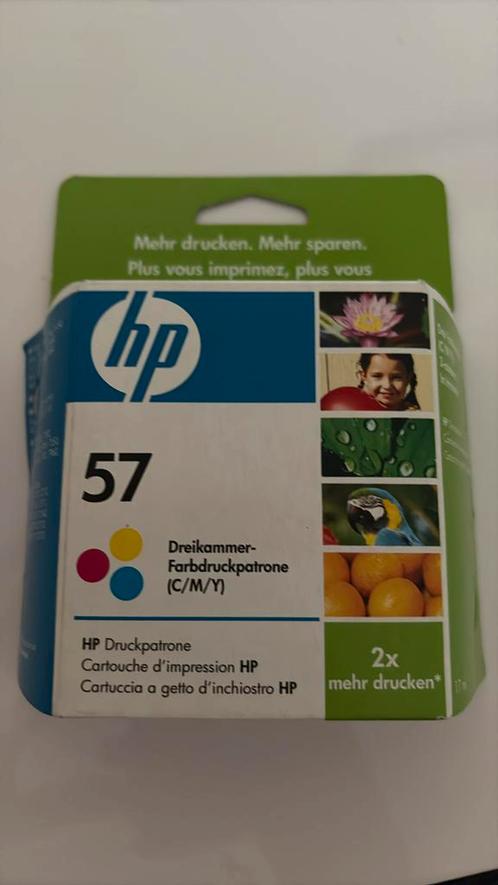 Mehr drucken. Mehr sparen.
Plus vous imprimez, plus vous
hp
57
Dreikammer-
Farbdruckpatrone
(C/M/Y)
HP Druckpatrone
Cartouche d'impression HP
Cartuccia a getto d'inchiostro HP
2x
mehr drucken*